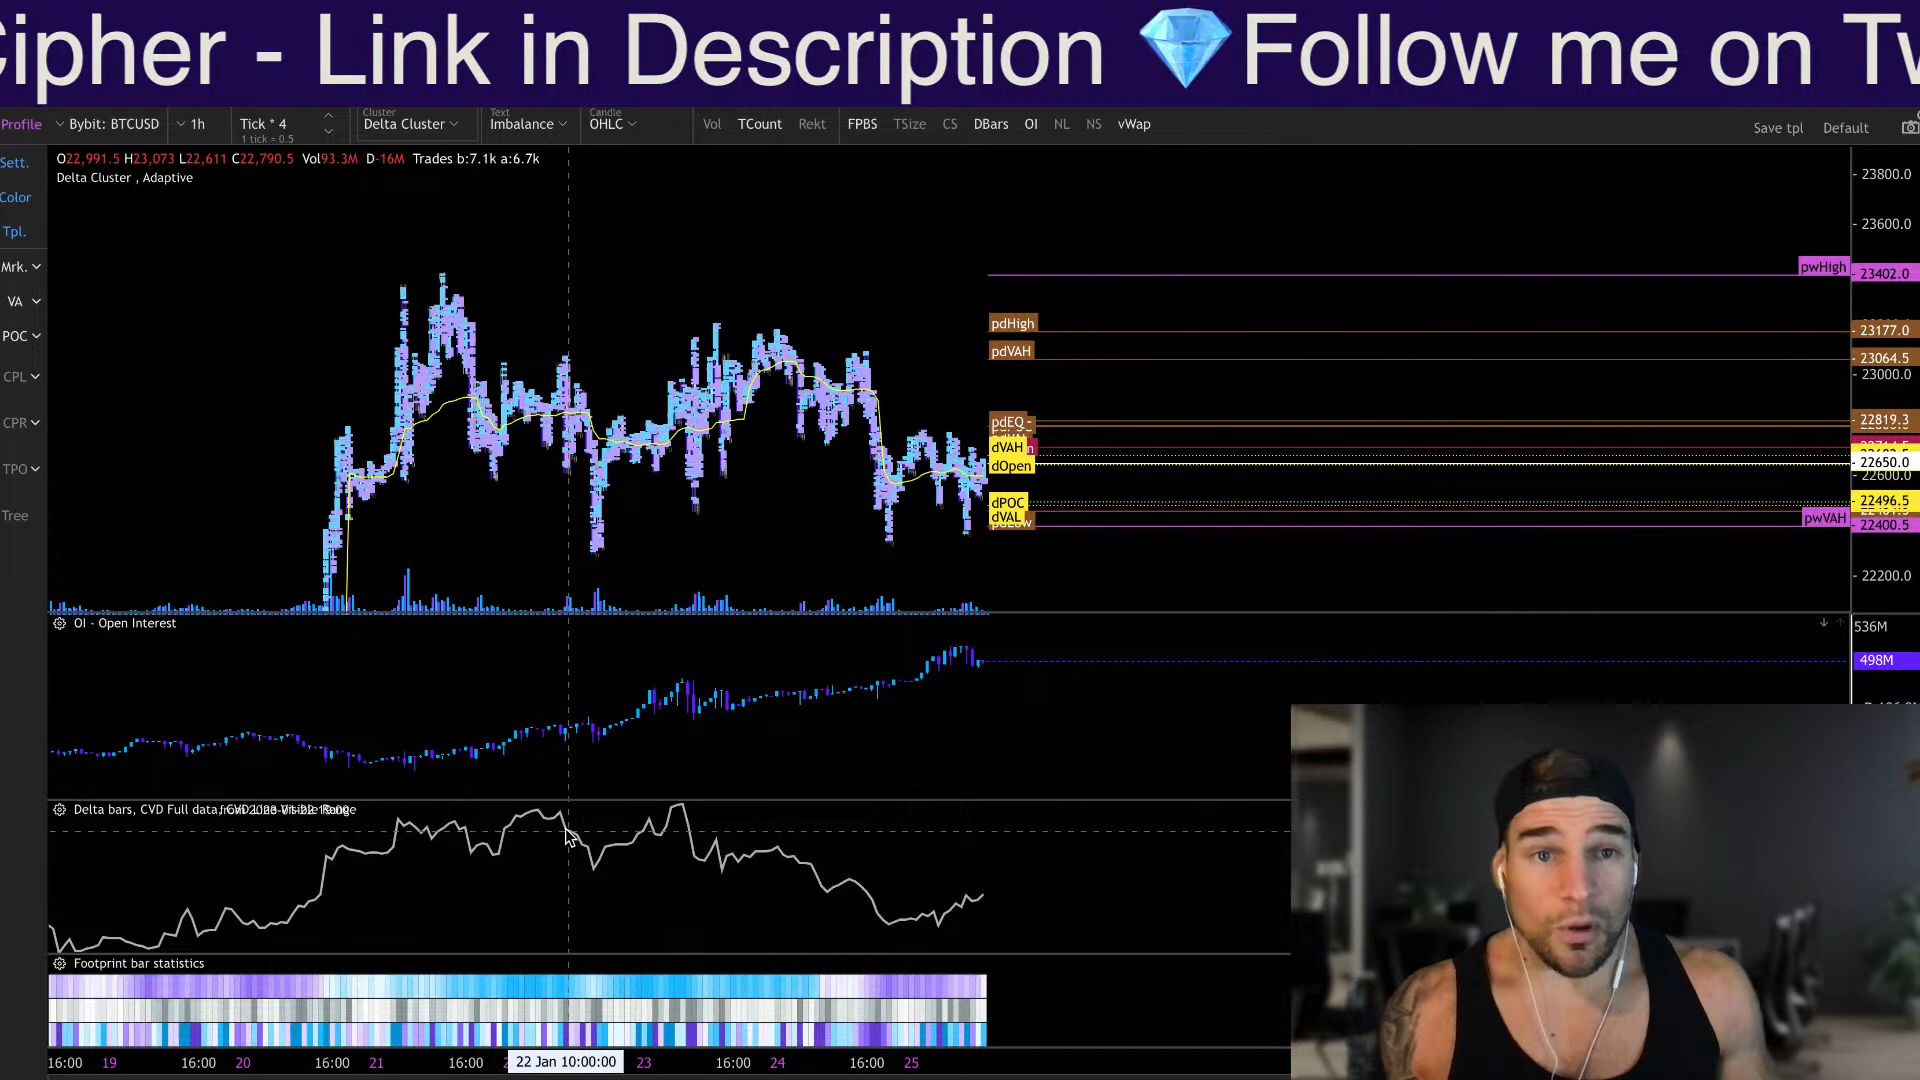 Cipher - Link in Description 💎Follow me on Tw
Profile Bybit: BTCUSD 1h Tick * 4 1 tick = 0.5 Cluster Delta Cluster Text Imbalance Candle OHLC Vol TCount Rekt FPBS TSize CS DBars OI NL NS vWap Save tpl Default
Sett.
Color
Tpl.
Mrk.
VA
POC
CPL
CPR
TPO
Tree
O22,991.5 H23,073 L22,611 C22,790.5 Vol93.3M D-16M Trades b:7.1k a:6.7k
Delta Cluster , Adaptive
23800.0
23600.0
pwHigh 23402.0
pdHigh 23177.0
pdVAH 23064.5
23000.0
pdEQ 22819.3
dVAH
dOpen 22650.0
22600.0
dPOC 22496.5
dVAL
pdLow
pwVAH 22400.5
22200.0
OI - Open Interest
536M
498M
Delta bars, CVD Full data, CVD Line Visible Range
Footprint bar statistics
16:00 19 16:00 20 16:00 21 16:00 22 Jan 10:00:00 23 16:00 24 16:00 25